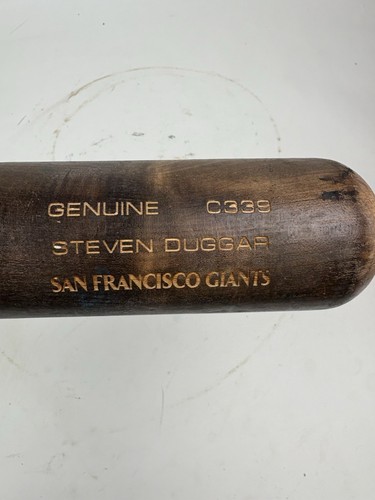 GENUINE C339
STEVEN DUGGAR
SAN FRANCISCO GIANTS